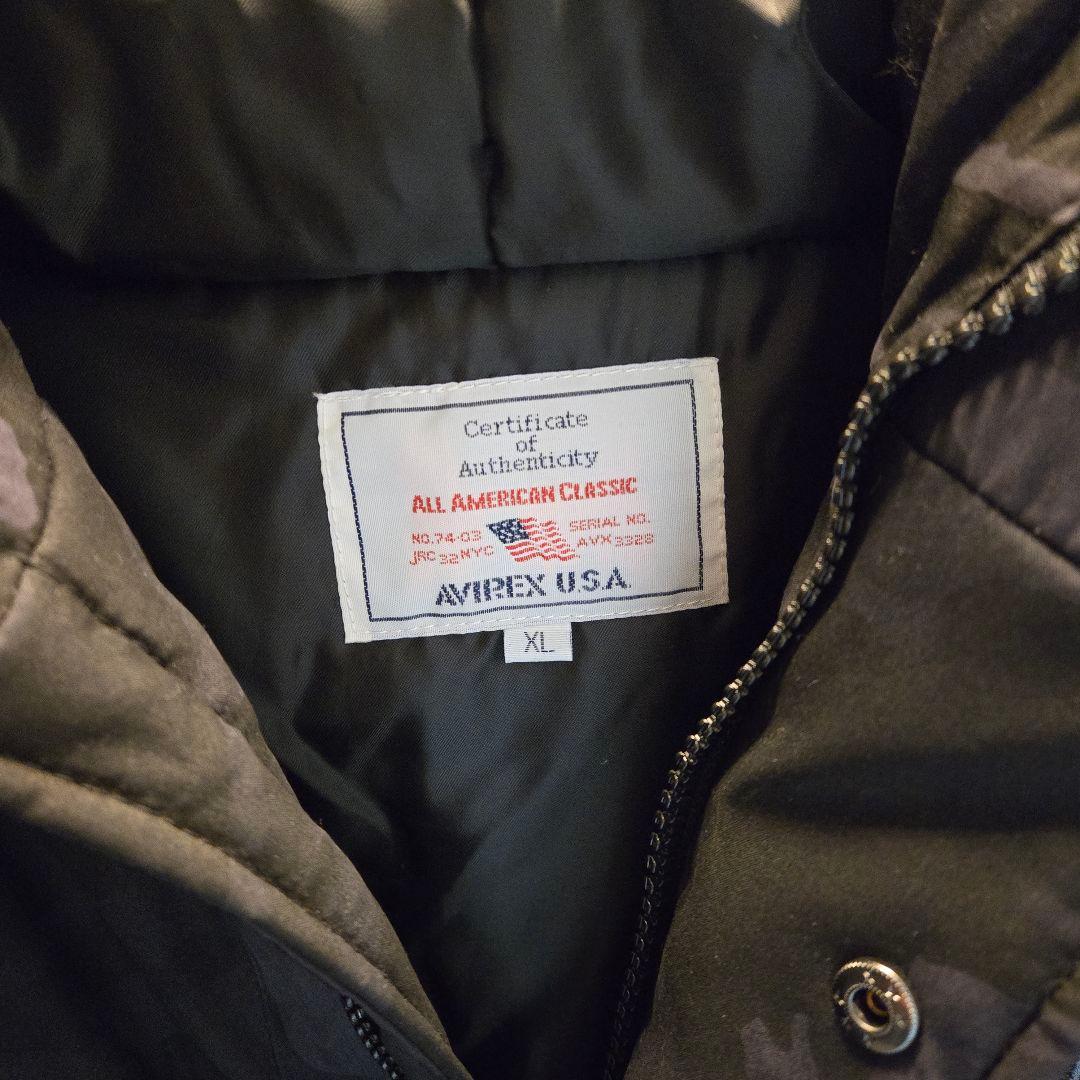 Certificate
of
Authenticity
ALL AMERICAN CLASSIC
NO.74-03 SERIAL NO.
JRC 32 NYC AVX 3328
AVIREX U.S.A.
XL